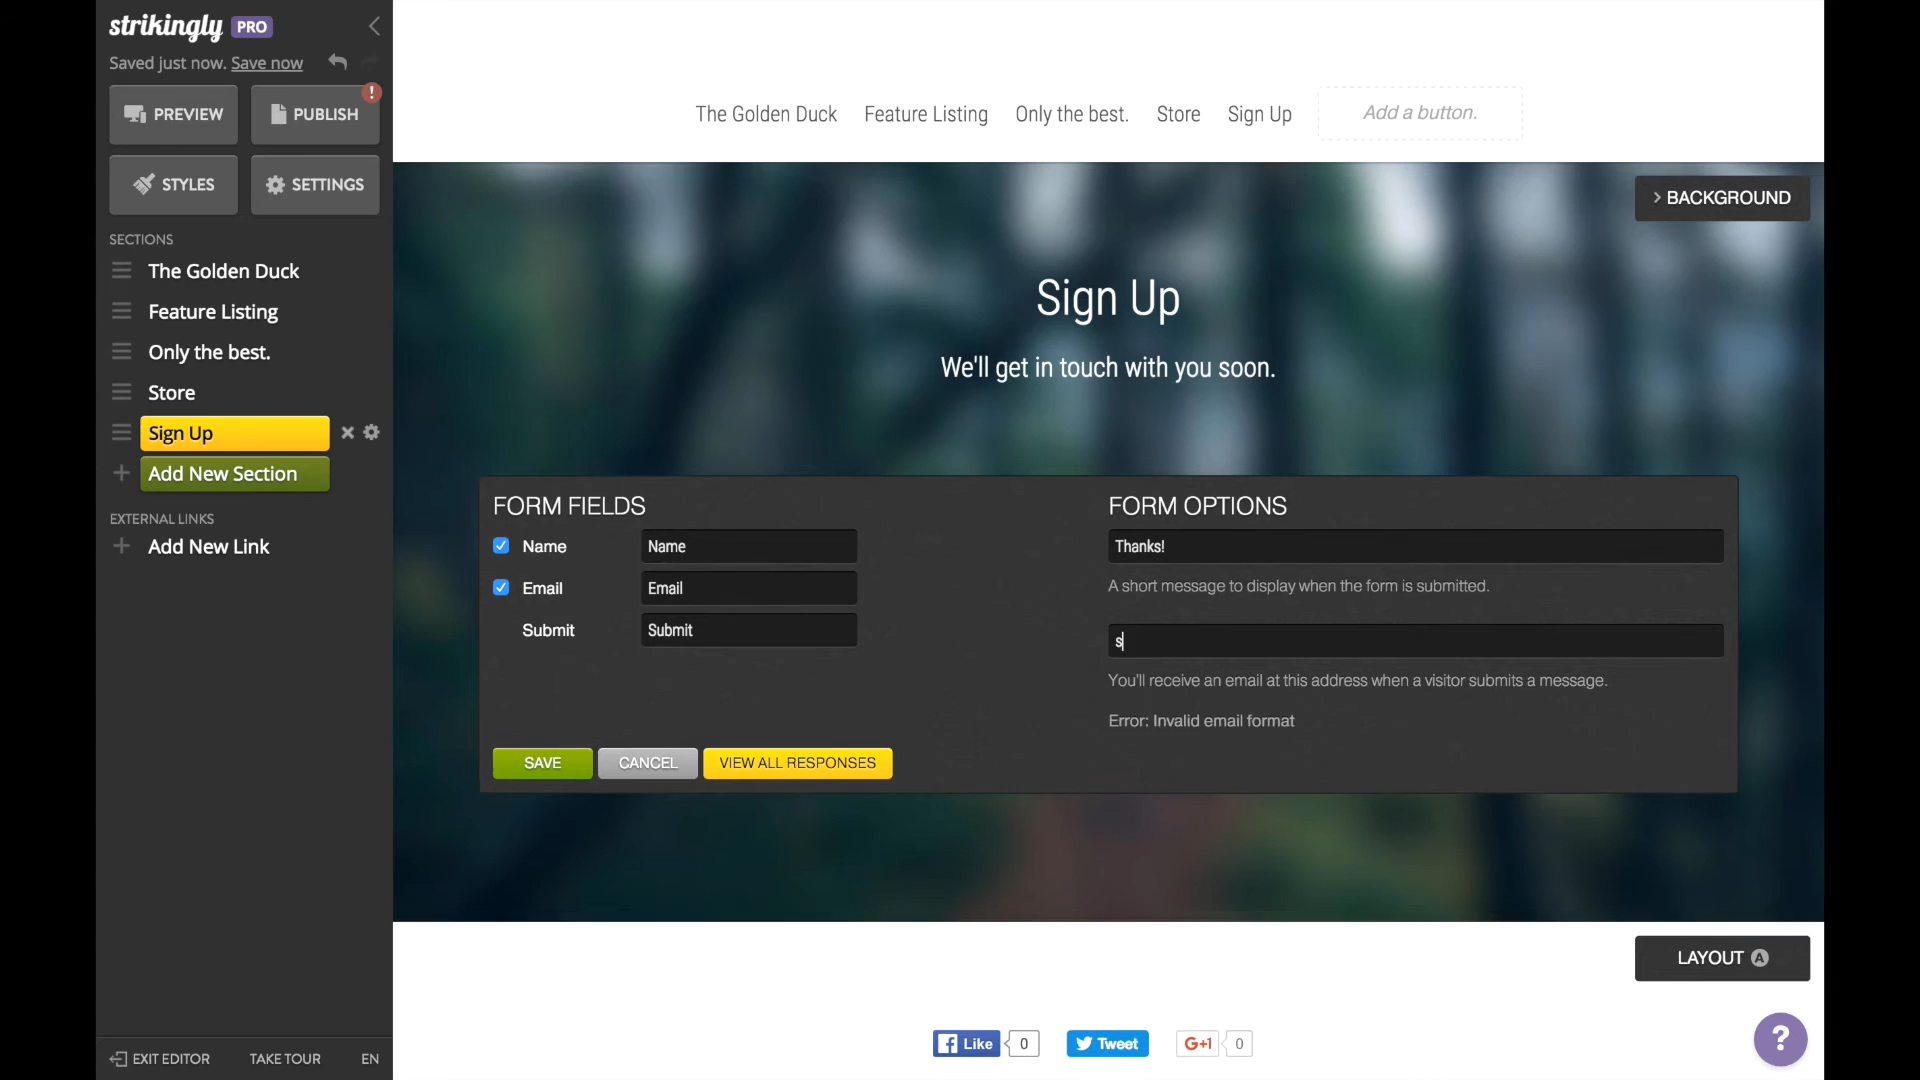 strikingly PRO
Saved just now. Save now
PREVIEW
PUBLISH !
STYLES
SETTINGS
SECTIONS
The Golden Duck
Feature Listing
Only the best.
Store
Sign Up
Add New Section
EXTERNAL LINKS
Add New Link
EXIT EDITOR TAKE TOUR EN
The Golden Duck Feature Listing Only the best. Store Sign Up Add a button.
> BACKGROUND
Sign Up
We'll get in touch with you soon.
FORM FIELDS
Name Name
Email Email
Submit Submit
SAVE CANCEL VIEW ALL RESPONSES
FORM OPTIONS
Thanks!
A short message to display when the form is submitted.
s
You'll receive an email at this address when a visitor submits a message.
Error: Invalid email format
LAYOUT A
Like 0 Tweet G+1 0
?